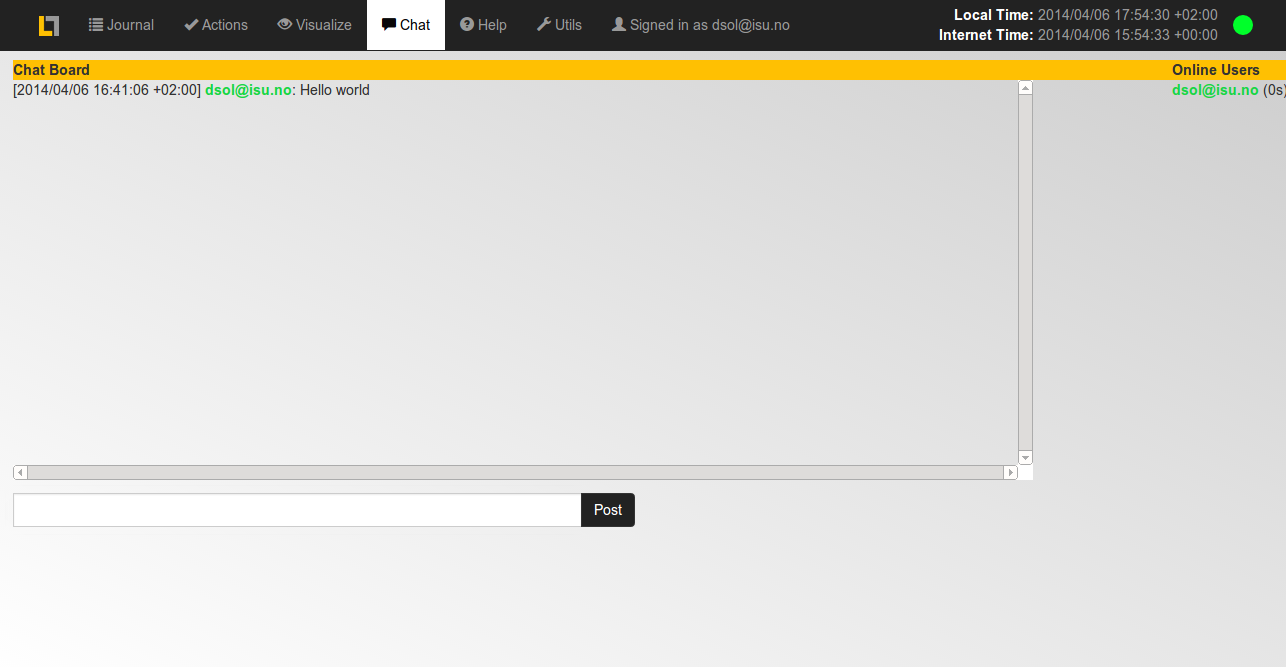 Journal Actions Visualize Chat Help Utils Signed in as dsol@isu.no
Local Time: 2014/04/06 17:54:30 +02:00
Internet Time: 2014/04/06 15:54:33 +00:00
Chat Board Online Users
[2014/04/06 16:41:06 +02:00] dsol@isu.no: Hello world dsol@isu.no (0s)
Post